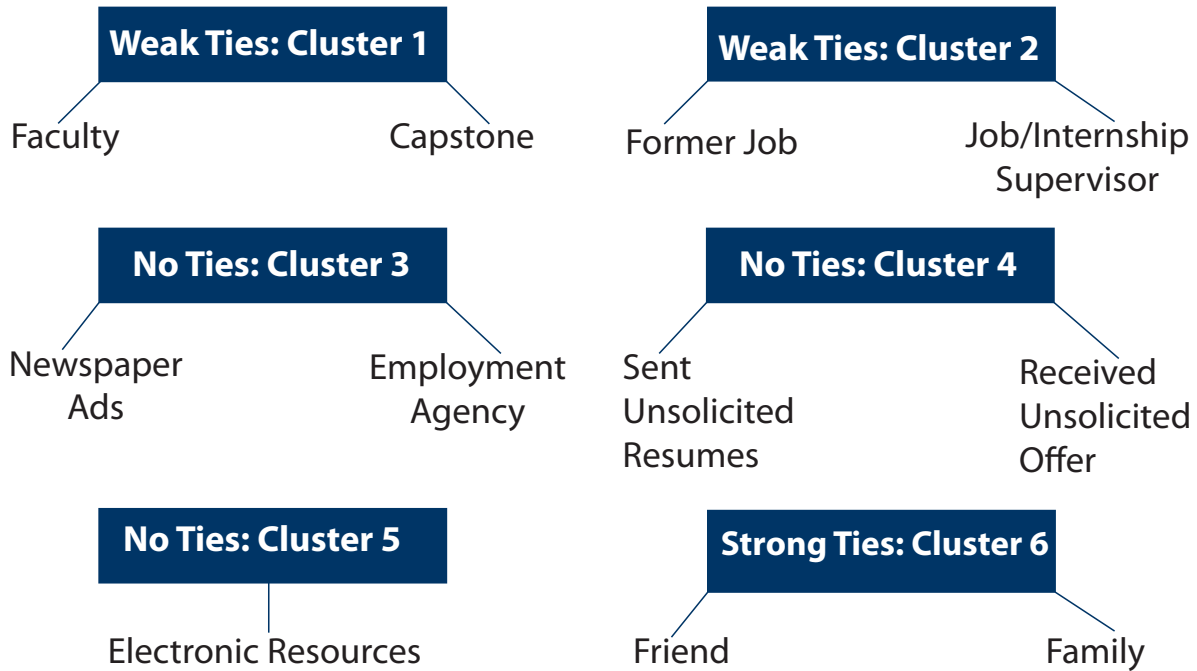 Weak Ties: Cluster 1
Faculty
Capstone
Weak Ties: Cluster 2
Former Job
Job/Internship
Supervisor
No Ties: Cluster 3
Newspaper
Ads
Employment
Agency
No Ties: Cluster 4
Sent
Unsolicited
Resumes
Received
Unsolicited
Offer
No Ties: Cluster 5
Electronic Resources
Strong Ties: Cluster 6
Friend
Family